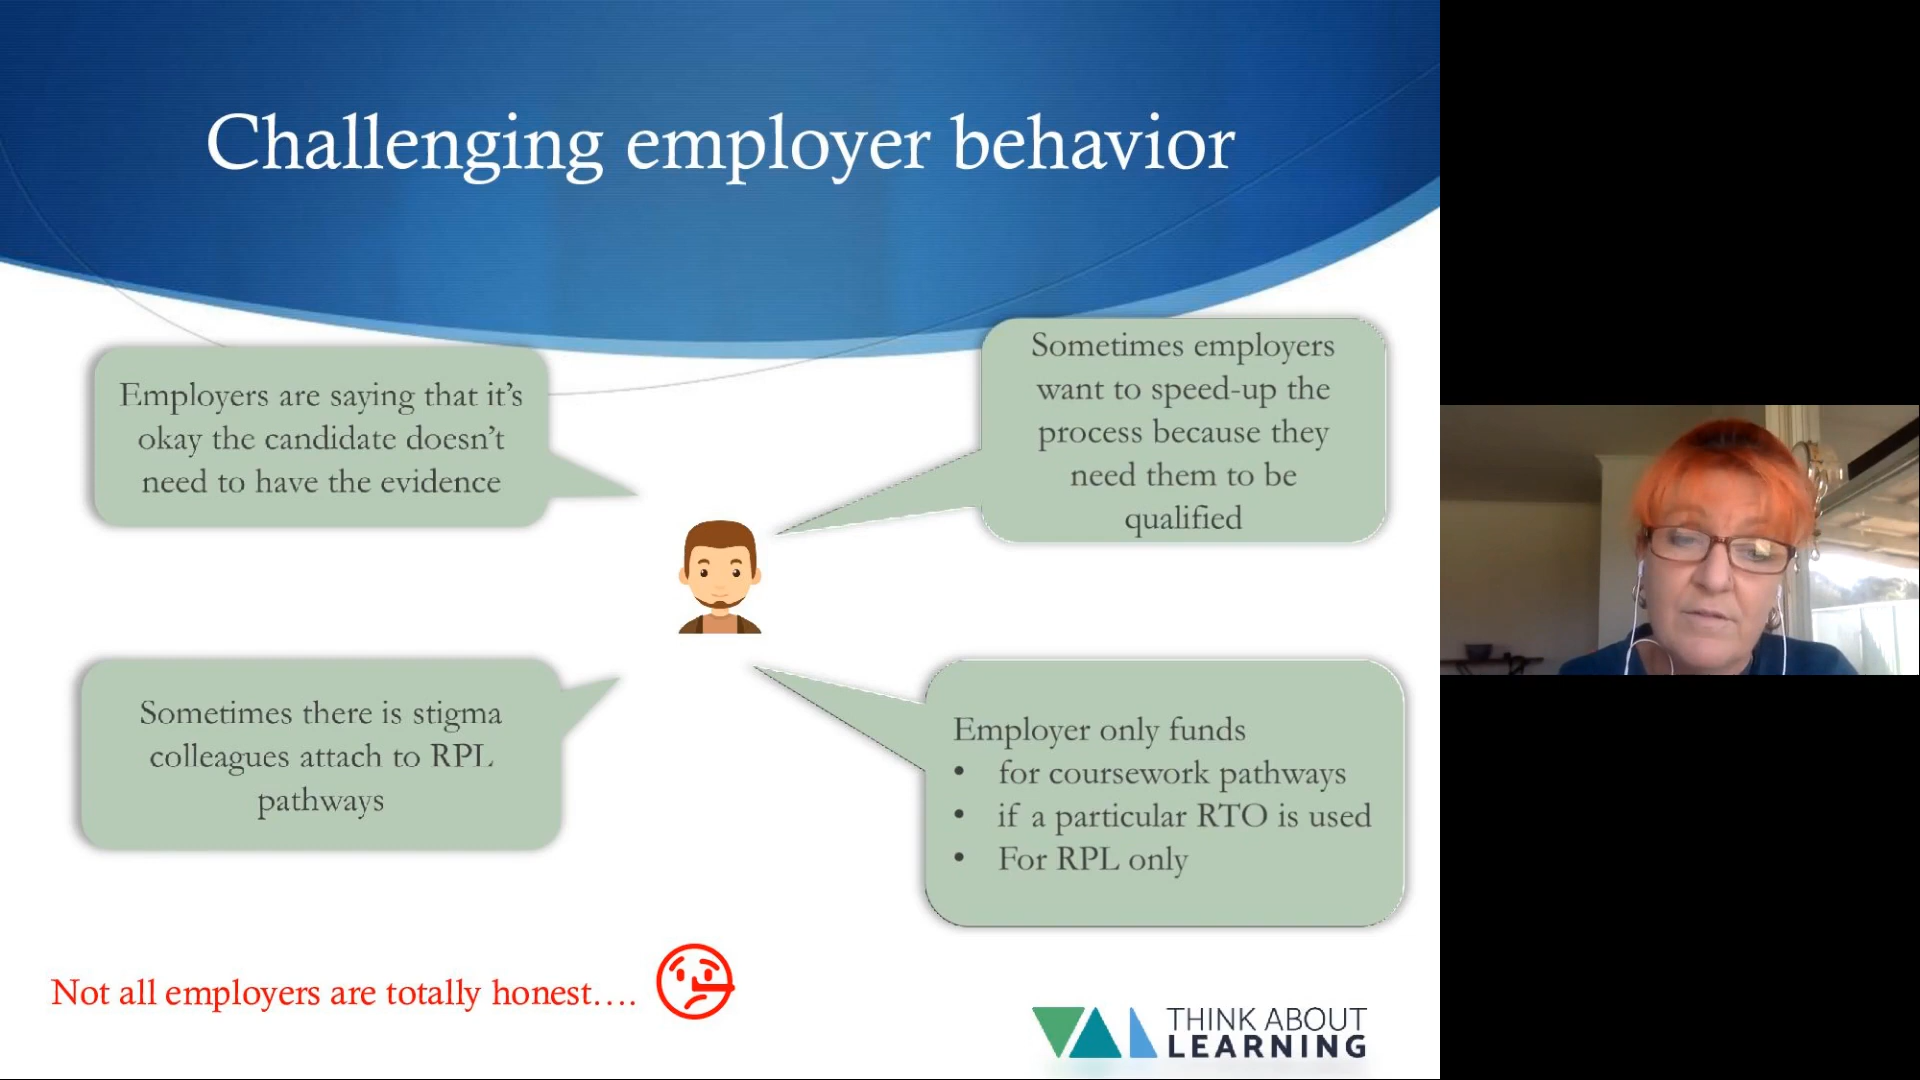 Challenging employer behavior
Employers are saying that it’s
okay the candidate doesn’t
need to have the evidence
Sometimes employers
want to speed-up the
process because they
need them to be
qualified
Sometimes there is stigma
colleagues attach to RPL
pathways
Employer only funds
• for coursework pathways
• if a particular RTO is used
• For RPL only
Not all employers are totally honest….
THINK ABOUT
LEARNING